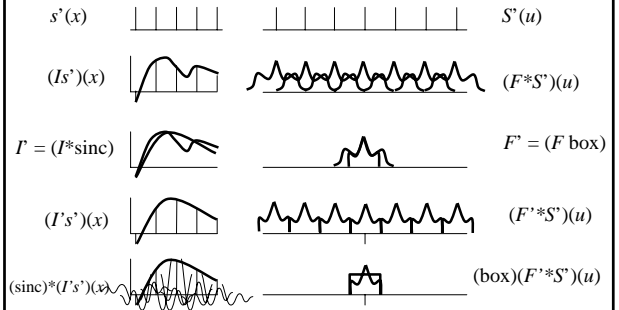 s’(x) S’(u)
(Is’)(x) (F*S’)(u)
I’ = (I*sinc) F’ = (F box)
(I's’)(x) (F’*S’)(u)
(sinc)*(I's’)(x) (box)(F’*S’)(u)